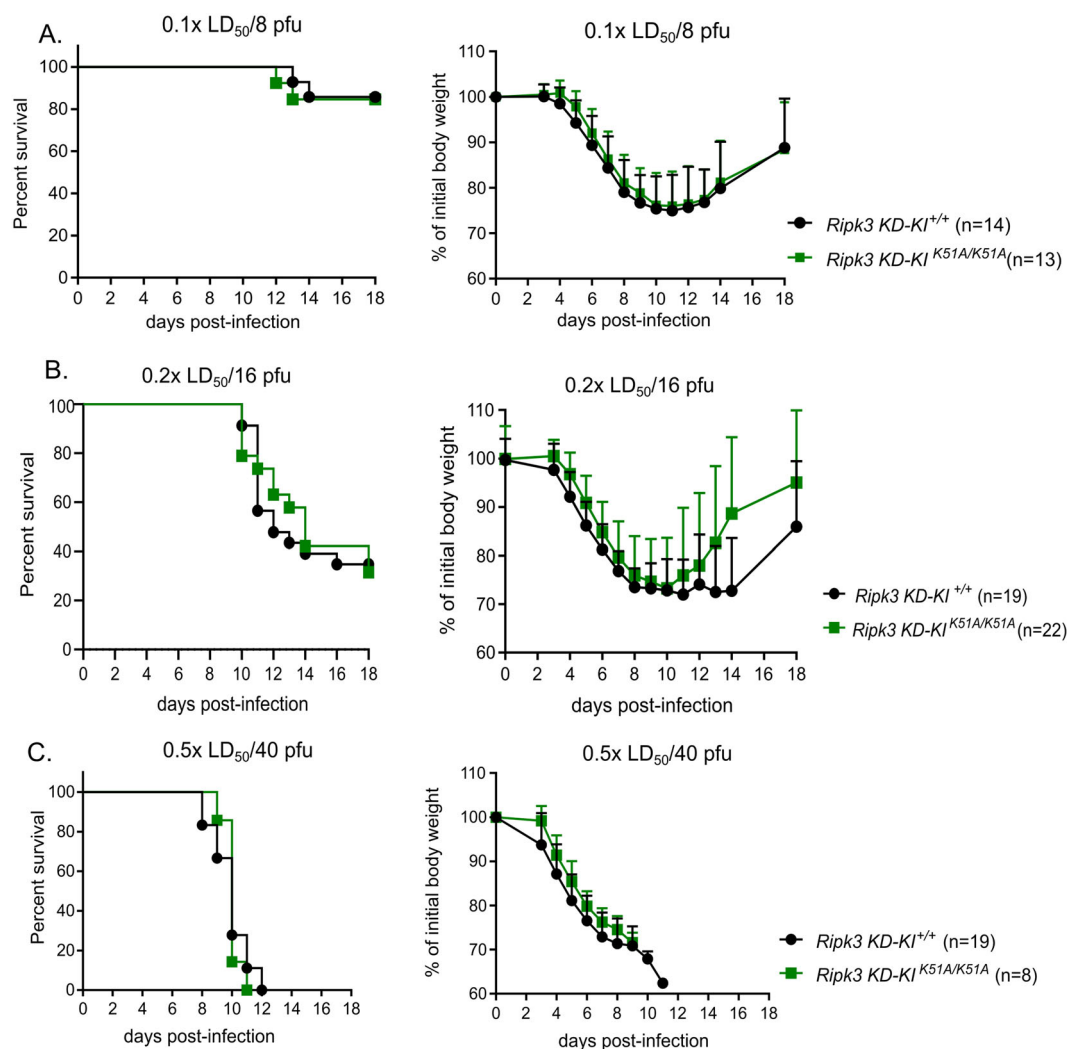 A.
0.1x LD50/8 pfu
Percent survival
100
80
60
40
20
0
0 2 4 6 8 10 12 14 16 18
days post-infection
0.1x LD50/8 pfu
% of initial body weight
110
100
90
80
70
60
0 2 4 6 8 10 12 14 16 18
days post-infection
Ripk3 KD-KI+/+ (n=14)
Ripk3 KD-KI K51A/K51A(n=13)
B.
0.2x LD50/16 pfu
Percent survival
100
80
60
40
20
0
0 2 4 6 8 10 12 14 16 18
days post-infection
0.2x LD50/16 pfu
% of initial body weight
110
100
90
80
70
60
0 2 4 6 8 10 12 14 16 18
days post-infection
Ripk3 KD-KI +/+ (n=19)
Ripk3 KD-KI K51A/K51A (n=22)
C.
0.5x LD50/40 pfu
Percent survival
100
80
60
40
20
0
0 2 4 6 8 10 12 14 16 18
days post-infection
0.5x LD50/40 pfu
% of initial body weight
110
100
90
80
70
60
0 2 4 6 8 10 12 14 16 18
days post-infection
Ripk3 KD-KI+/+ (n=19)
Ripk3 KD-KI K51A/K51A (n=8)